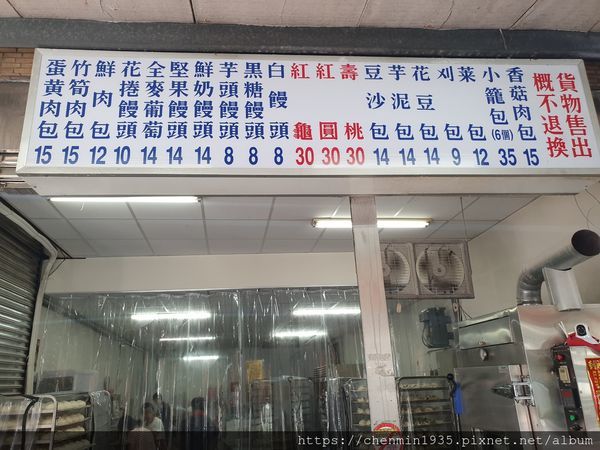 貨物售出
概不退換
香菇肉包 15
小籠包(6個) 35
萊包 12
刈包 9
花豆包 14
芋泥包 14
豆沙包 14
壽桃 30
紅圓 30
紅龜 30
白饅頭 8
黑糖饅頭 8
芋頭饅頭 8
鮮奶饅頭 14
堅果饅頭 14
全麥葡萄 14
花捲饅頭 10
鮮肉包 12
竹筍肉包 15
蛋黃肉包 15
https://chenmin1935.pixnet.net/album